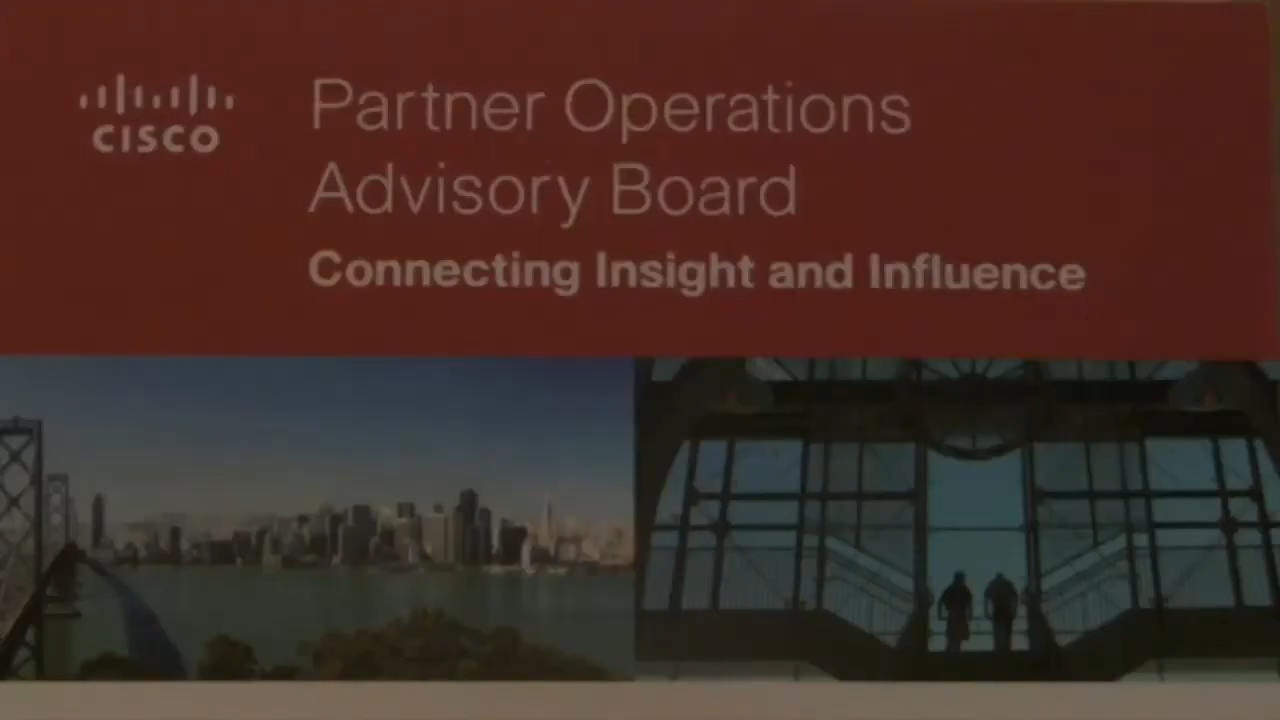 CISCO
Partner Operations
Advisory Board
Connecting Insight and Influence